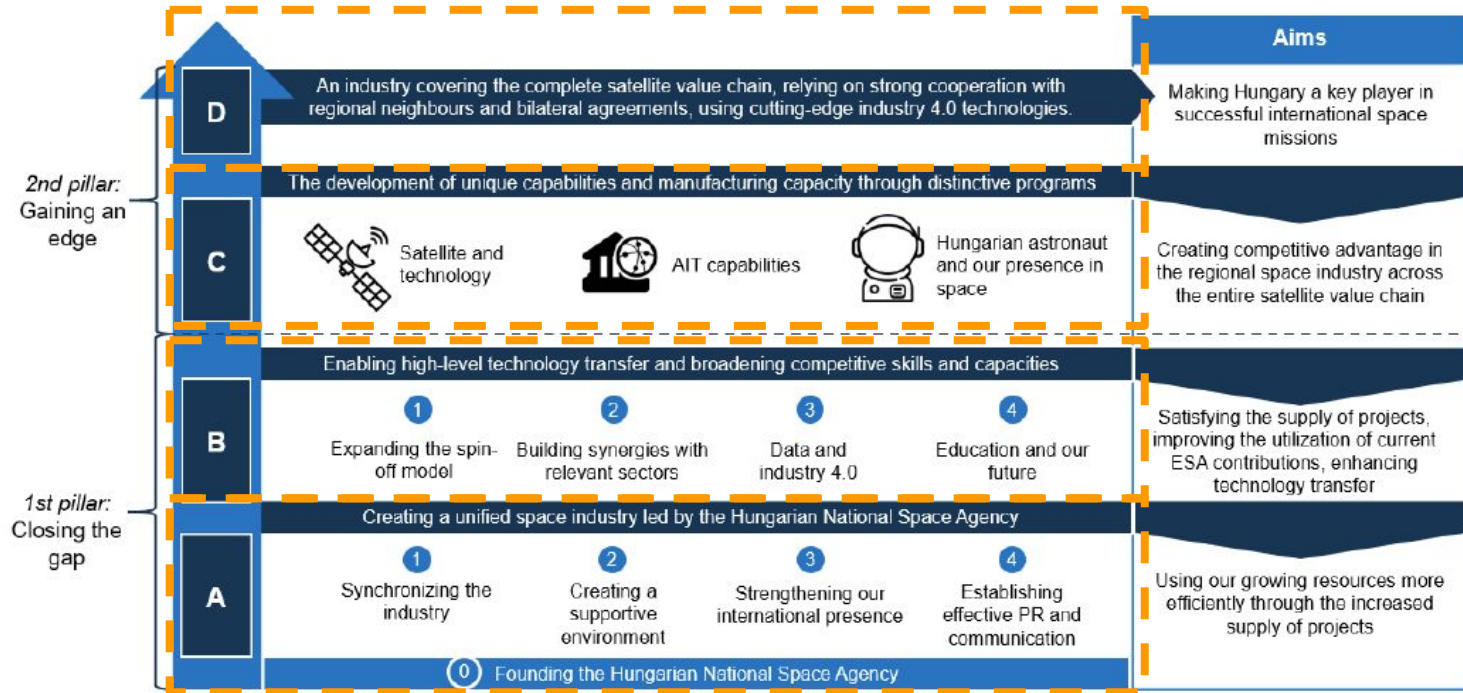 Aims
D
An industry covering the complete satellite value chain, relying on strong cooperation with
regional neighbours and bilateral agreements, using cutting-edge industry 4.0 technologies.
Making Hungary a key player in
successful international space
missions
2nd pillar:
Gaining an
edge
C
The development of unique capabilities and manufacturing capacity through distinctive programs
Satellite and
technology
AIT capabilities
Hungarian astronaut
and our presence in
space
Creating competitive advantage in
the regional space industry across
the entire satellite value chain
B
Enabling high-level technology transfer and broadening competitive skills and capacities
1
Expanding the spin-
off model
2
Building synergies with
relevant sectors
3
Data and
industry 4.0
4
Education and our
future
Satisfying the supply of projects,
improving the utilization of current
ESA contributions, enhancing
technology transfer
1st pillar:
Closing the
gap
A
Creating a unified space industry led by the Hungarian National Space Agency
1
Synchronizing the
industry
2
Creating a
supportive
environment
3
Strengthening our
international presence
4
Establishing
effective PR and
communication
Using our growing resources more
efficiently through the increased
supply of projects
0 Founding the Hungarian National Space Agency